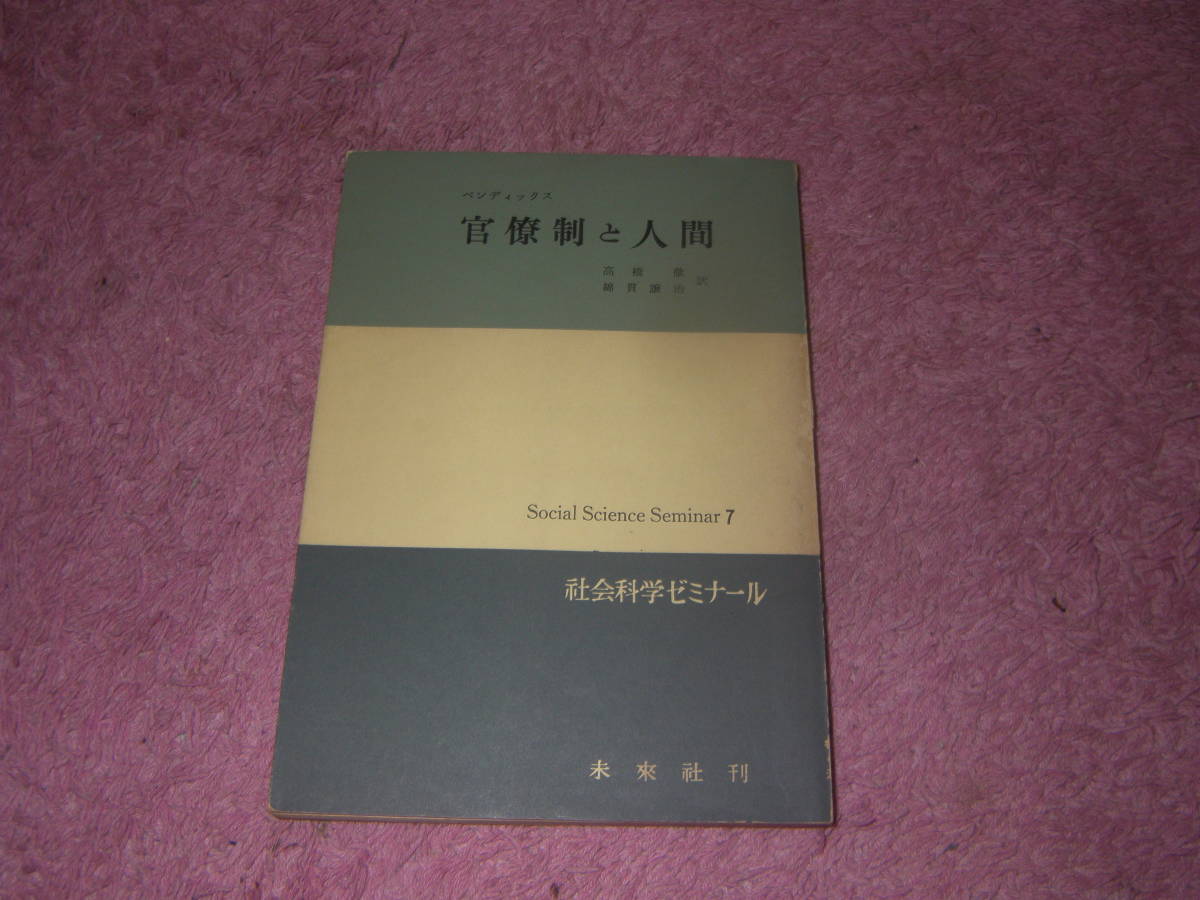 ベンディックス
官僚制と人間
高橋徹
綿貫譲治
訳
Social Science Seminar 7
社会科学ゼミナール
未來社刊